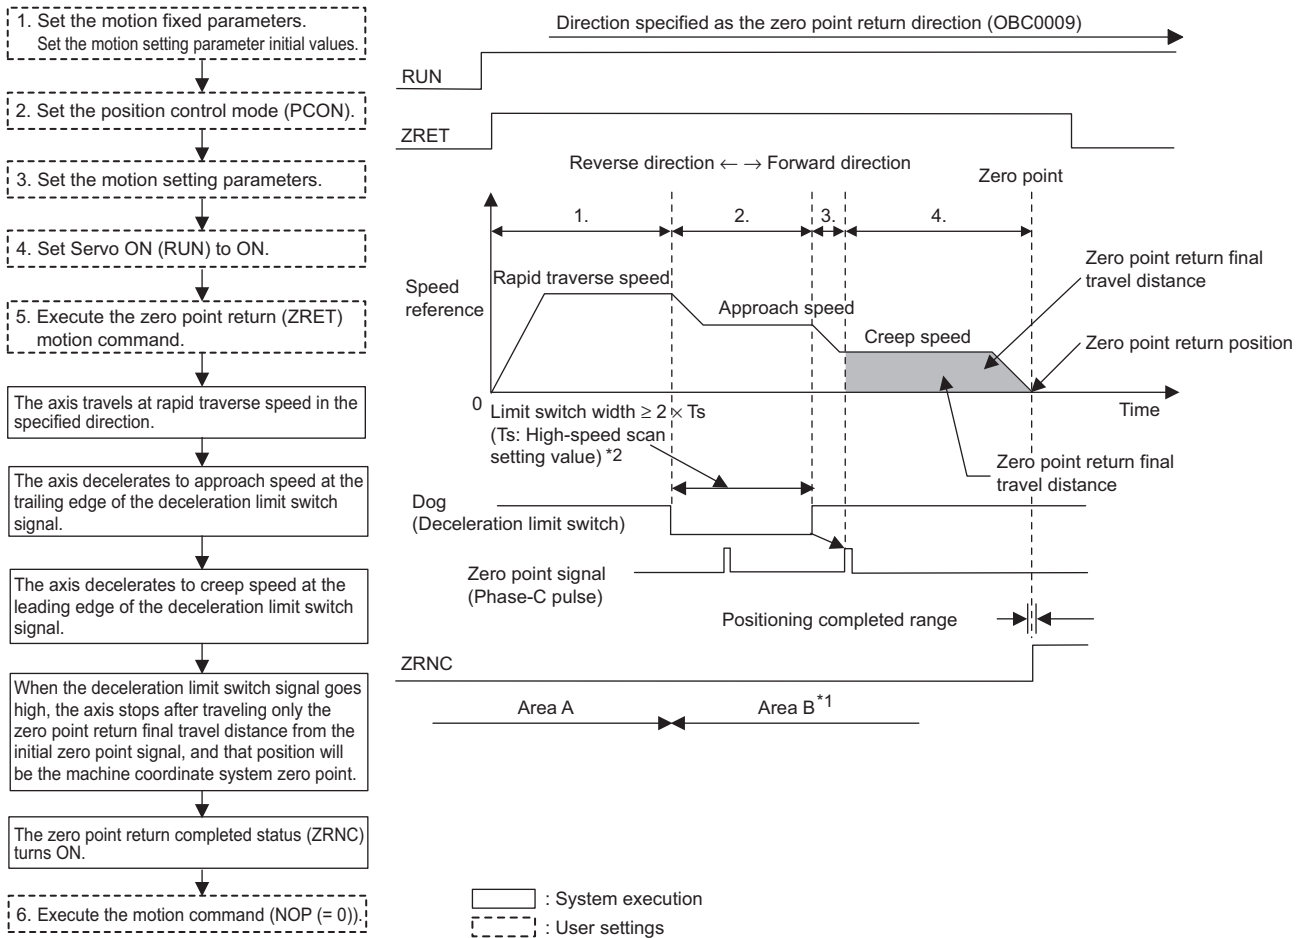 1. Set the motion fixed parameters.
Set the motion setting parameter initial values.
2. Set the position control mode (PCON).
3. Set the motion setting parameters.
4. Set Servo ON (RUN) to ON.
5. Execute the zero point return (ZRET)
motion command.
The axis travels at rapid traverse speed in the
specified direction.
The axis decelerates to approach speed at the
trailing edge of the deceleration limit switch
signal.
The axis decelerates to creep speed at the
leading edge of the deceleration limit switch
signal.
When the deceleration limit switch signal goes
high, the axis stops after traveling only the
zero point return final travel distance from the
initial zero point signal, and that position will
be the machine coordinate system zero point.
The zero point return completed status (ZRNC)
turns ON.
6. Execute the motion command (NOP (= 0)).
Direction specified as the zero point return direction (OBC0009)
RUN
ZRET
Reverse direction ← → Forward direction
Zero point
1.
2.
3.
4.
Speed
reference
Rapid traverse speed
Approach speed
Creep speed
Zero point return final
travel distance
Zero point return position
0
Time
Limit switch width ≥ 2 × Ts
(Ts: High-speed scan
setting value) *2
Zero point return final
travel distance
Dog
(Deceleration limit switch)
Zero point signal
(Phase-C pulse)
Positioning completed range
ZRNC
Area A
Area B*1
: System execution
: User settings